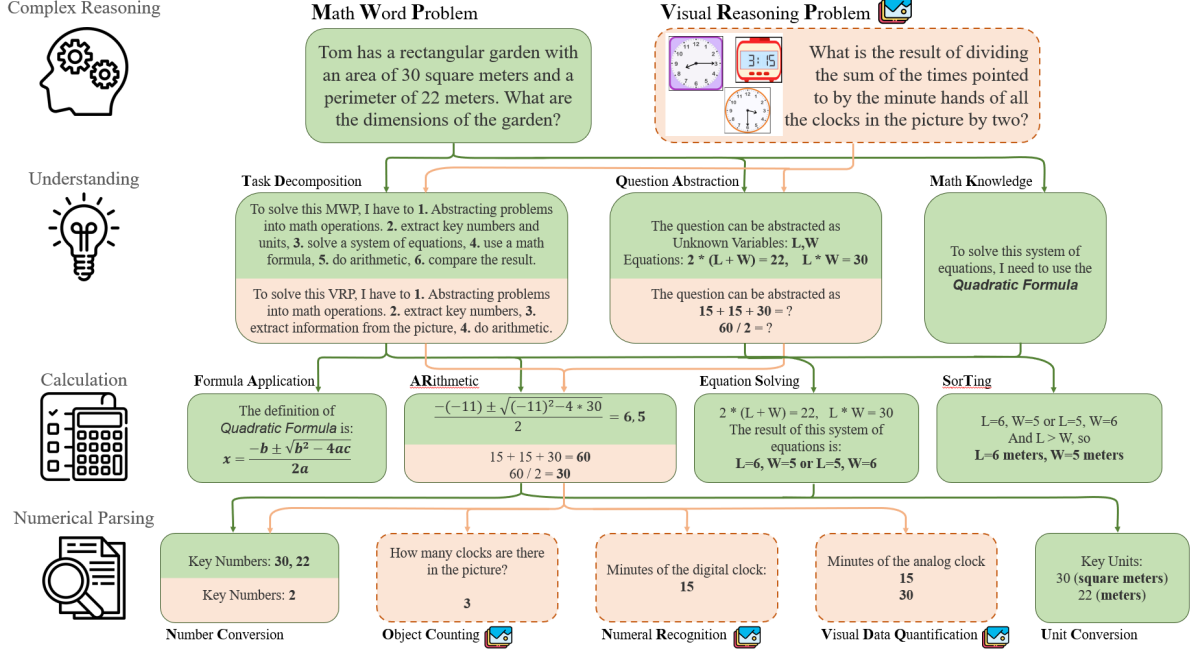 Complex Reasoning
Math Word Problem
Visual Reasoning Problem
Tom has a rectangular garden with
an area of 30 square meters and a
perimeter of 22 meters. What are
the dimensions of the garden?
3:15
What is the result of dividing
the sum of the times pointed
to by the minute hands of all
the clocks in the picture by two?
Understanding
Task Decomposition
Question Abstraction
Math Knowledge
To solve this MWP, I have to 1. Abstracting problems
into math operations. 2. extract key numbers and
units, 3. solve a system of equations, 4. use a math
formula, 5. do arithmetic, 6. compare the result.
To solve this VRP, I have to 1. Abstracting problems
into math operations. 2. extract key numbers, 3.
extract information from the picture, 4. do arithmetic.
The question can be abstracted as
Unknown Variables: L,W
Equations: 2 * (L + W) = 22, L * W = 30
The question can be abstracted as
15 + 15 + 30 = ?
60 / 2 = ?
To solve this system of
equations, I need to use the
Quadratic Formula
Calculation
Formula Application
ARithmetic
Equation Solving
SorTing
The definition of
Quadratic Formula is:
x = (−b ± √(b² − 4ac)) / 2a
(−(−11) ± √((−11)² − 4 * 30)) / 2 = 6, 5
15 + 15 + 30 = 60
60 / 2 = 30
2 * (L + W) = 22, L * W = 30
The result of this system of
equations is:
L=6, W=5 or L=5, W=6
L=6, W=5 or L=5, W=6
And L > W, so
L=6 meters, W=5 meters
Numerical Parsing
Key Numbers: 30, 22
Key Numbers: 2
How many clocks are there
in the picture?
3
Minutes of the digital clock:
15
Minutes of the analog clock
15
30
Key Units:
30 (square meters)
22 (meters)
Number Conversion
Object Counting
Numeral Recognition
Visual Data Quantification
Unit Conversion